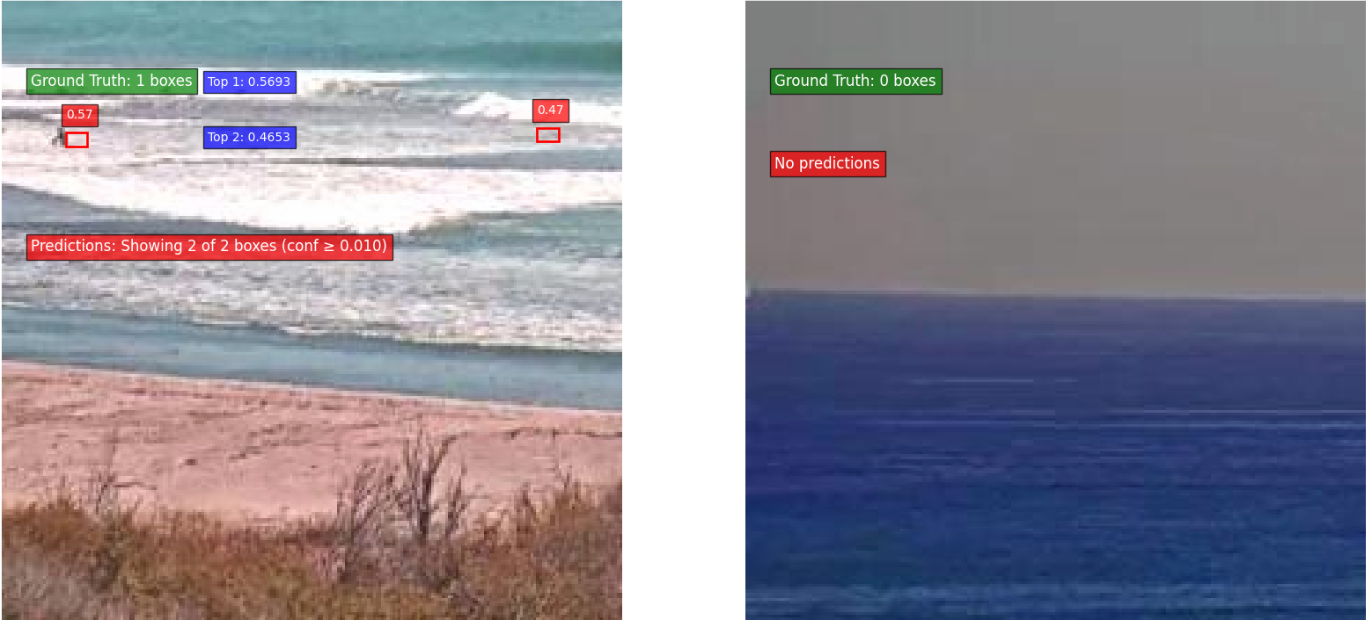 Ground Truth: 1 boxes
Top 1: 0.5693
0.57
0.47
Top 2: 0.4653
Predictions: Showing 2 of 2 boxes (conf ≥ 0.010)
Ground Truth: 0 boxes
No predictions